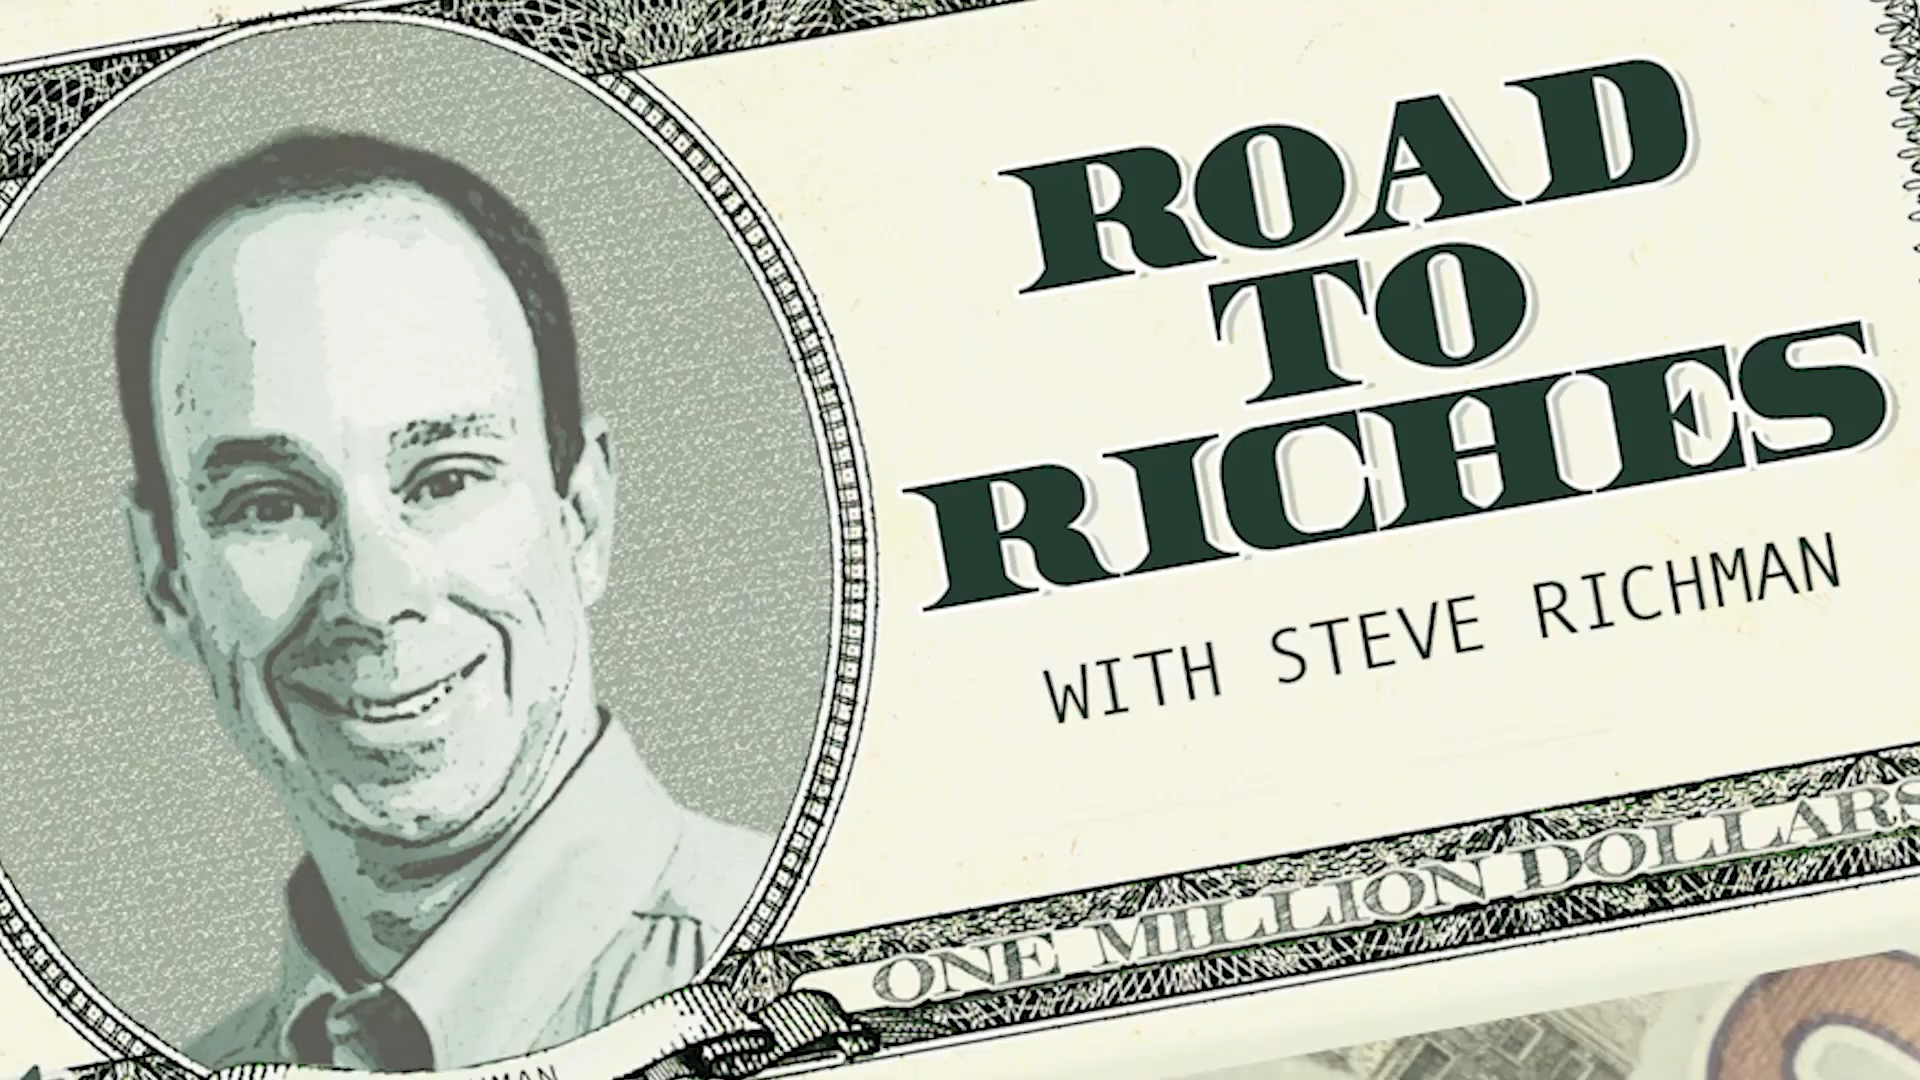 ROAD
TO
RICHES
WITH STEVE RICHMAN
ONE MILLION DOLLARS